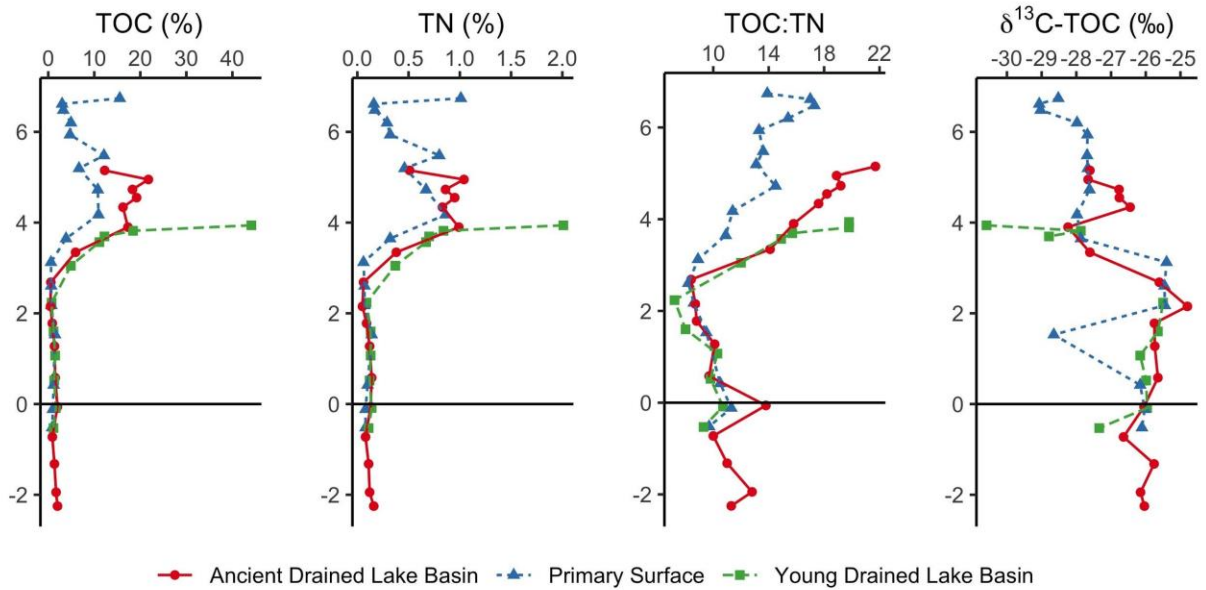 TOC (%) TN (%) TOC:TN δ¹³C-TOC (‰)
0 10 20 30 40 0.0 0.5 1.0 1.5 2.0 10 14 18 22 -30 -29 -28 -27 -26 -25
6 6 6 6
4 4 4 4
2 2 2 2
0 0 0 0
-2 -2 -2 -2
Ancient Drained Lake Basin Primary Surface Young Drained Lake Basin